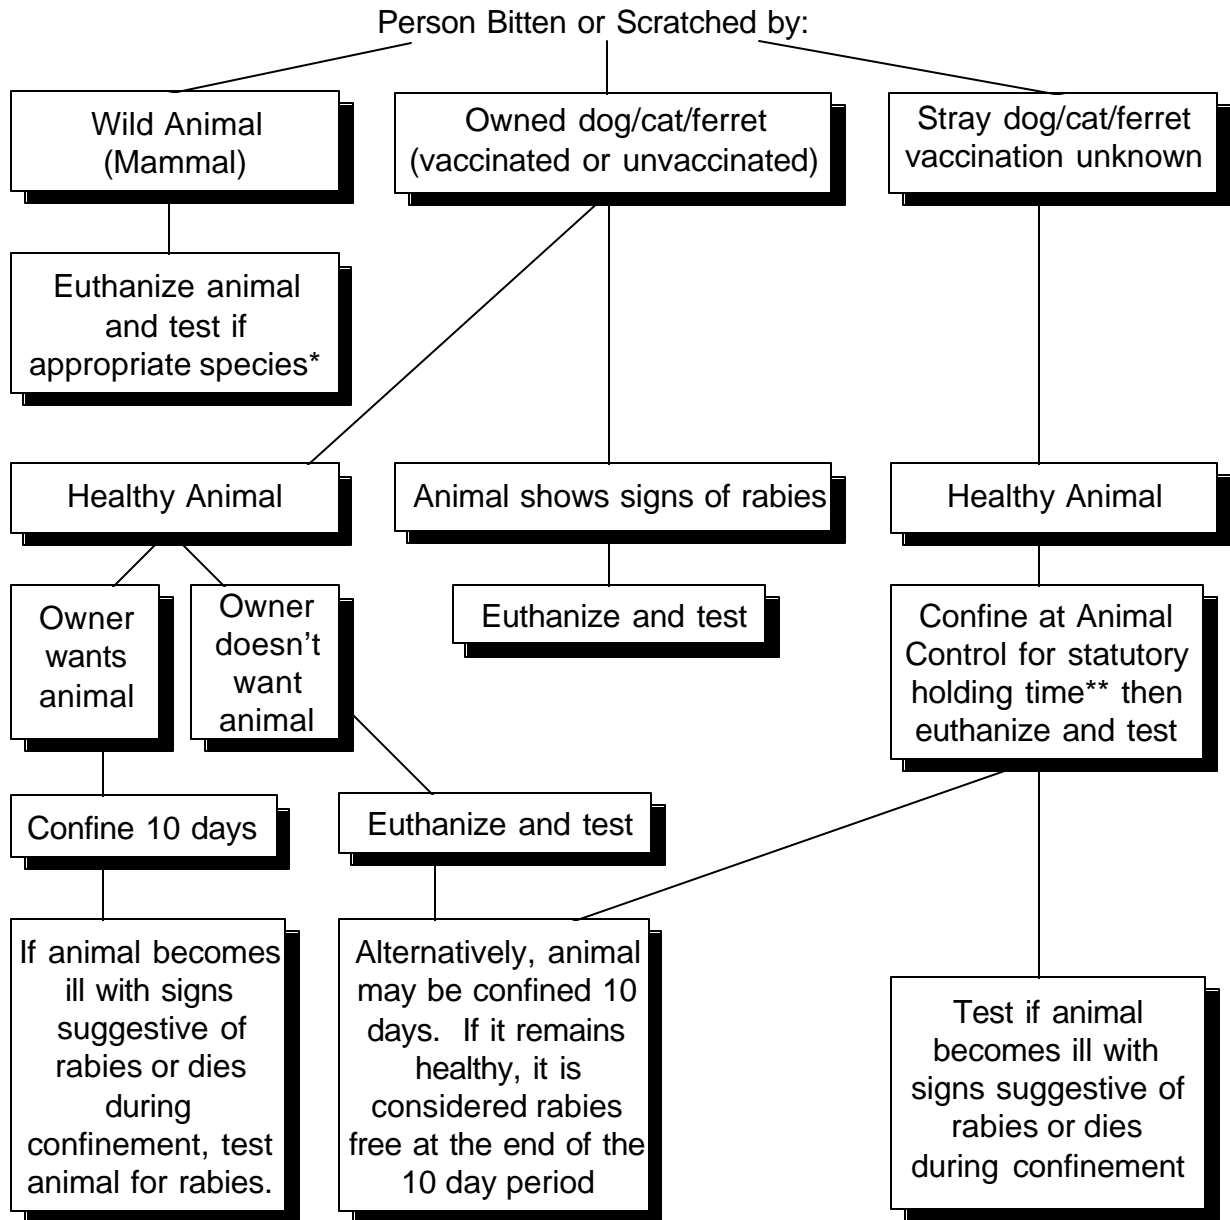 Person Bitten or Scratched by:
Wild Animal
(Mammal)
Owned dog/cat/ferret
(vaccinated or unvaccinated)
Stray dog/cat/ferret
vaccination unknown
Euthanize animal
and test if
appropriate species*
Healthy Animal
Animal shows signs of rabies
Healthy Animal
Owner
wants
animal
Owner
doesn't
want
animal
Euthanize and test
Confine at Animal
Control for statutory
holding time** then
euthanize and test
Confine 10 days
Euthanize and test
If animal becomes
ill with signs
suggestive of
rabies or dies
during
confinement, test
animal for rabies.
Alternatively, animal
may be confined 10
days. If it remains
healthy, it is
considered rabies
free at the end of the
10 day period
Test if animal
becomes ill with
signs suggestive of
rabies or dies
during confinement